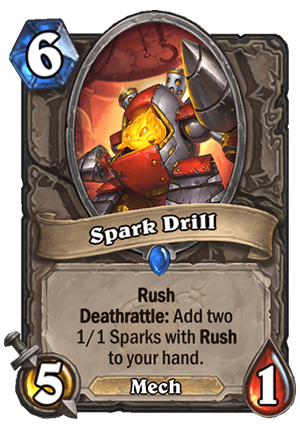 6
Spark Drill
Rush
Deathrattle: Add two
1/1 Sparks with Rush
to your hand.
5
Mech
1